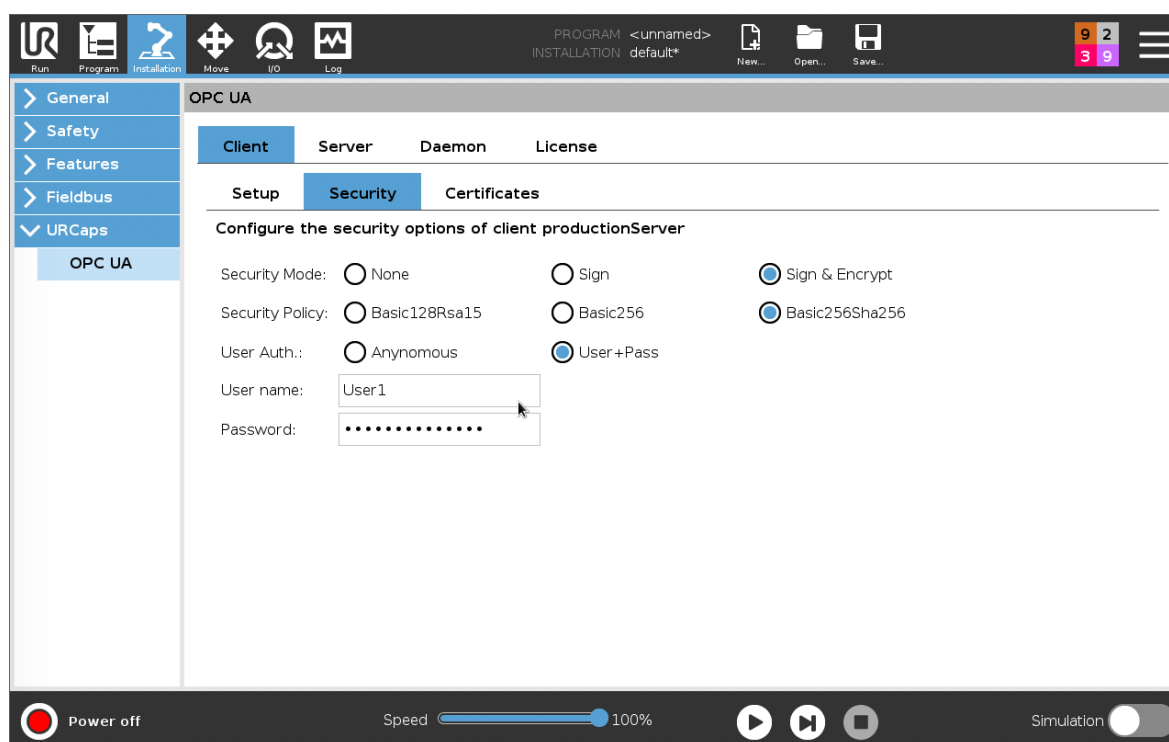 PROGRAM <unnamed>
INSTALLATION default*
UR
9 2
3 9
Run Program Installation Move I/O Log New... Open... Save...
General
Safety
Features
Fieldbus
URCaps
OPC UA
OPC UA
Client Server Daemon License
Setup Security Certificates
Configure the security options of client productionServer
Security Mode: None Sign Sign & Encrypt
Security Policy: Basic128Rsa15 Basic256 Basic256Sha256
User Auth.: Anynomous User+Pass
User name: User1
Password: ••••••••••••••
Power off Speed 100% Simulation